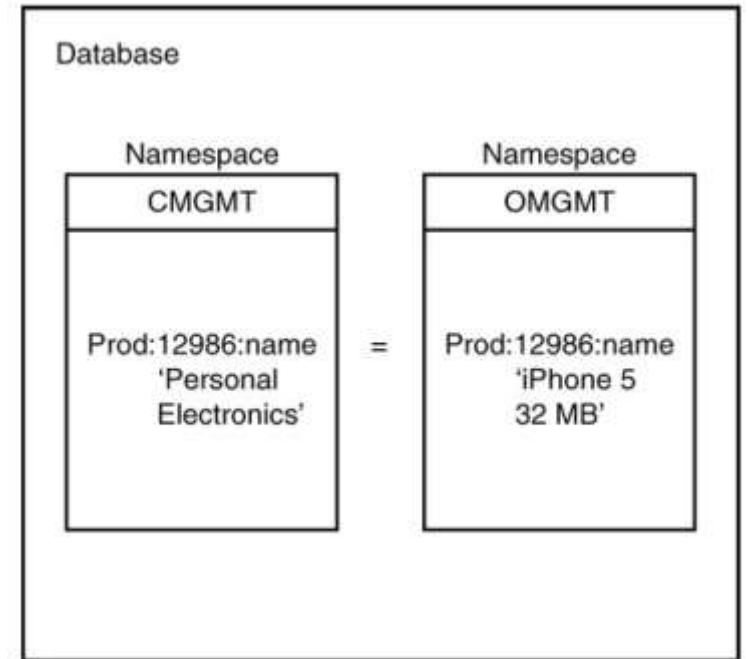 Database
Namespace
CMGMT
Prod:12986:name
‘Personal
Electronics’
=
Namespace
OMGMT
Prod:12986:name
‘iPhone 5
32 MB’